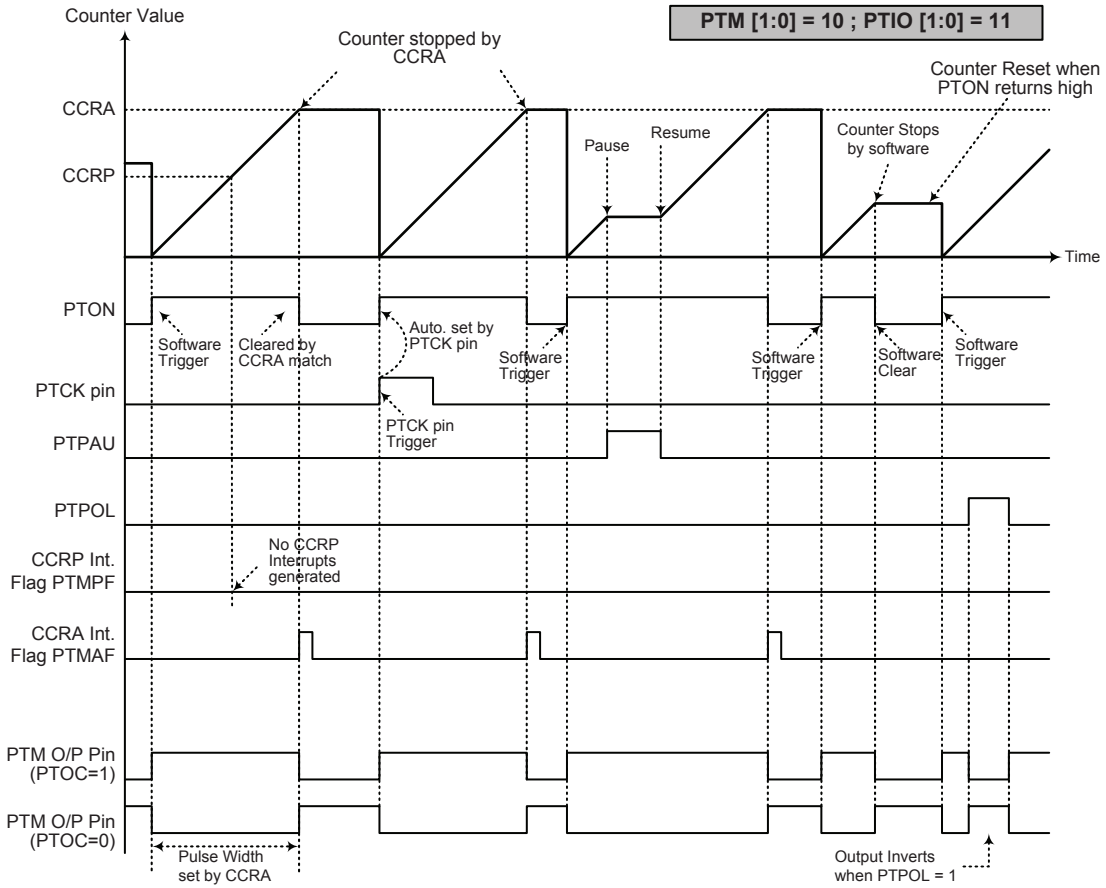 Counter Value
PTM [1:0] = 10 ; PTIO [1:0] = 11
Counter stopped by
CCRA
Counter Reset when
PTON returns high
CCRA
CCRP
Pause
Resume
Counter Stops
by software
Time
PTON
Software
Trigger
Cleared by
CCRA match
Auto. set by
PTCK pin
Software
Trigger
Software
Trigger
Software
Clear
Software
Trigger
PTCK pin
PTCK pin
Trigger
PTPAU
PTPOL
No CCRP
Interrupts
generated
CCRP Int.
Flag PTMPF
CCRA Int.
Flag PTMAF
PTM O/P Pin
(PTOC=1)
PTM O/P Pin
(PTOC=0)
Pulse Width
set by CCRA
Output Inverts
when PTPOL = 1